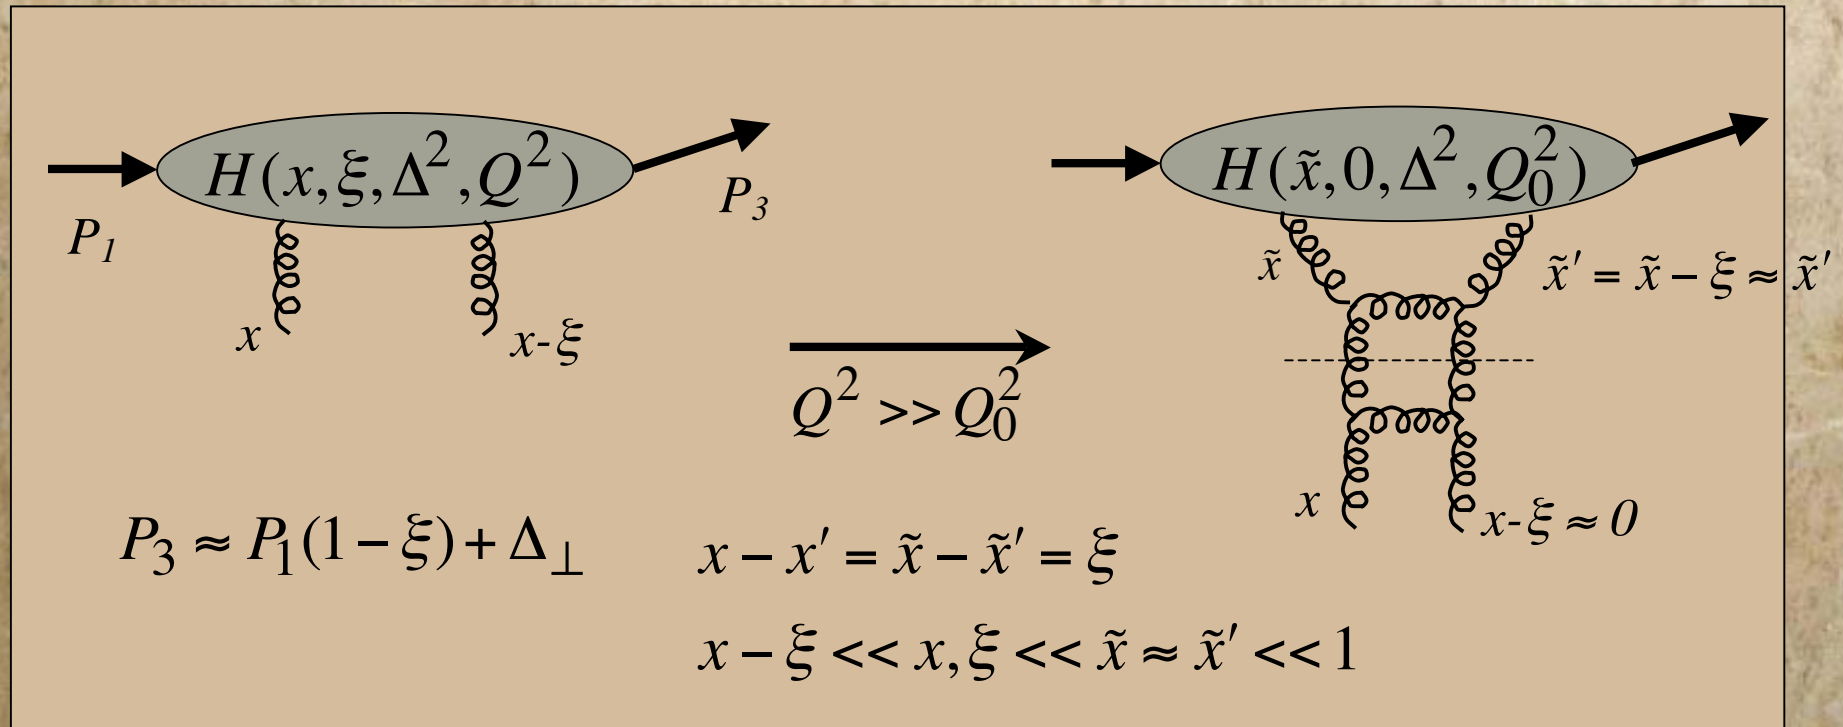 H(x,ξ,Δ²,Q²)
P₁
P₃
x
x-ξ
Q² >> Q₀²
H(x̃,0,Δ²,Q₀²)
x̃
x̃′ = x̃ − ξ ≈ x̃′
x
x-ξ ≈ 0
P₃ ≈ P₁(1 − ξ) + Δ⊥
x − x′ = x̃ − x̃′ = ξ
x − ξ << x,ξ << x̃ ≈ x̃′ << 1